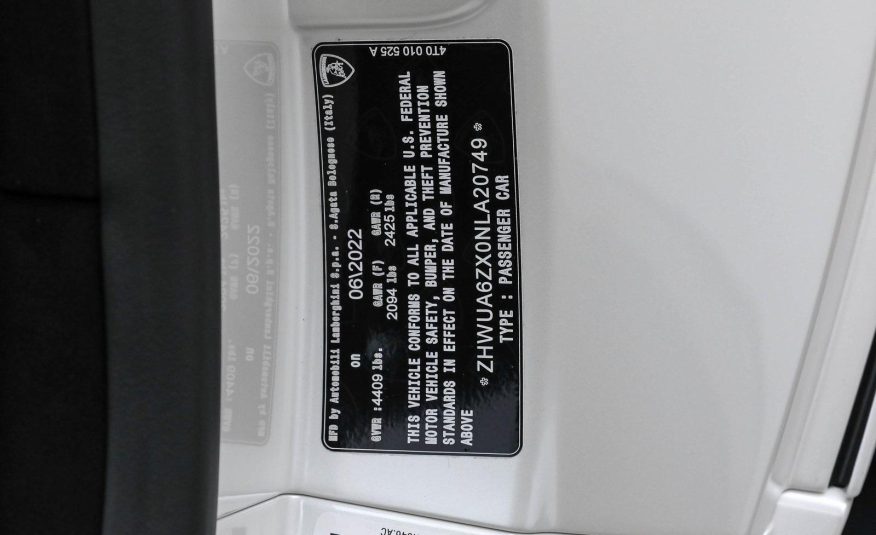 MFD by Automobili Lamborghini S.p.a. - S.Agata Bolognese (Italy)
on 06\2022
GVWR :4409 lbs. GAWR (F) GAWR (R)
2094 lbs 2425 lbs
THIS VEHICLE CONFORMS TO ALL APPLICABLE U.S. FEDERAL
MOTOR VEHICLE SAFETY, BUMPER, AND THEFT PREVENTION
STANDARDS IN EFFECT ON THE DATE OF MANUFACTURE SHOWN
ABOVE
* ZHWUA6ZX0NLA20749 *
TYPE : PASSENGER CAR
4T0 010 525 A